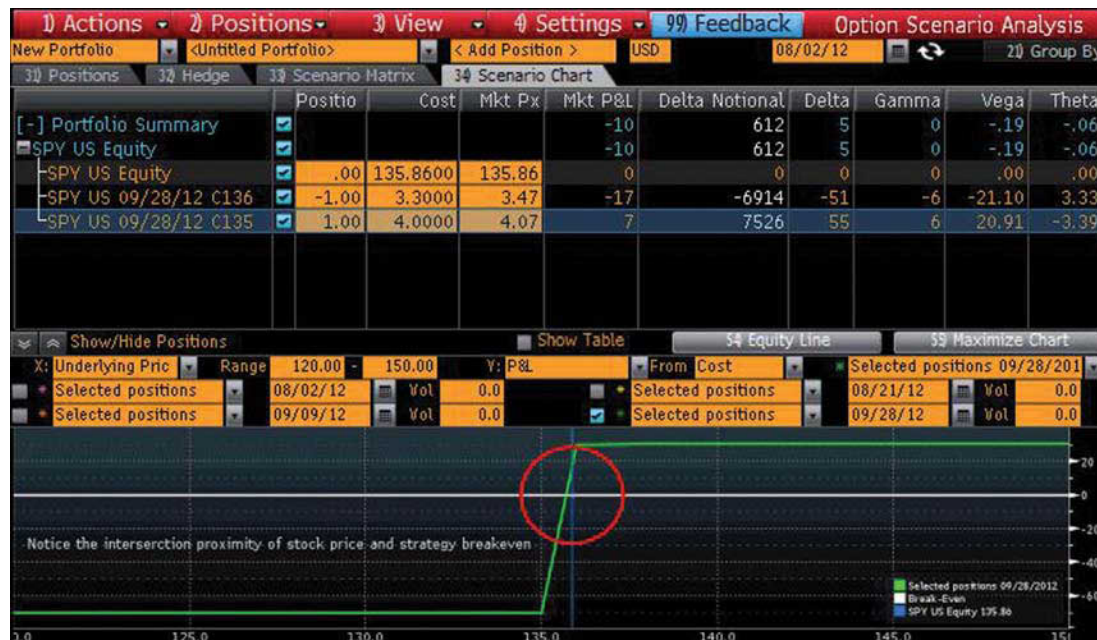 1) Actions 2) Positions 3) View 4) Settings 99) Feedback Option Scenario Analysis
New Portfolio <Untitled Portfolio> < Add Position > USD 08/02/12 21) Group By
31) Positions 32) Hedge 33) Scenario Matrix 34) Scenario Chart
Positio Cost Mkt Px Mkt P&L Delta Notional Delta Gamma Vega Theta
[-] Portfolio Summary -10 612 5 0 -.19 -.06
SPY US Equity -10 612 5 0 -.19 -.06
SPY US Equity .00 135.8600 135.86 0 0 0 0 .00 .00
SPY US 09/28/12 C136 -1.00 3.3000 3.47 -17 -6914 -51 -6 -21.10 3.33
SPY US 09/28/12 C135 1.00 4.0000 4.07 7 7526 55 6 20.91 -3.39
Show/Hide Positions Show Table 54) Equity Line 55) Maximize Chart
X: Underlying Pric Range 120.00 - 150.00 Y: P&L From Cost Selected positions 09/28/201
Selected positions 08/02/12 Vol 0.0 Selected positions 08/21/12 Vol 0.0
Selected positions 09/09/12 Vol 0.0 Selected positions 09/28/12 Vol 0.0
20
0
-20
Notice the interserction proximity of stock price and strategy breakeven
-40
Selected positions 09/28/2012
Break-Even -60
SPY US Equity 135.86
0.0 125.0 130.0 135.0 140.0 145.0 15.0